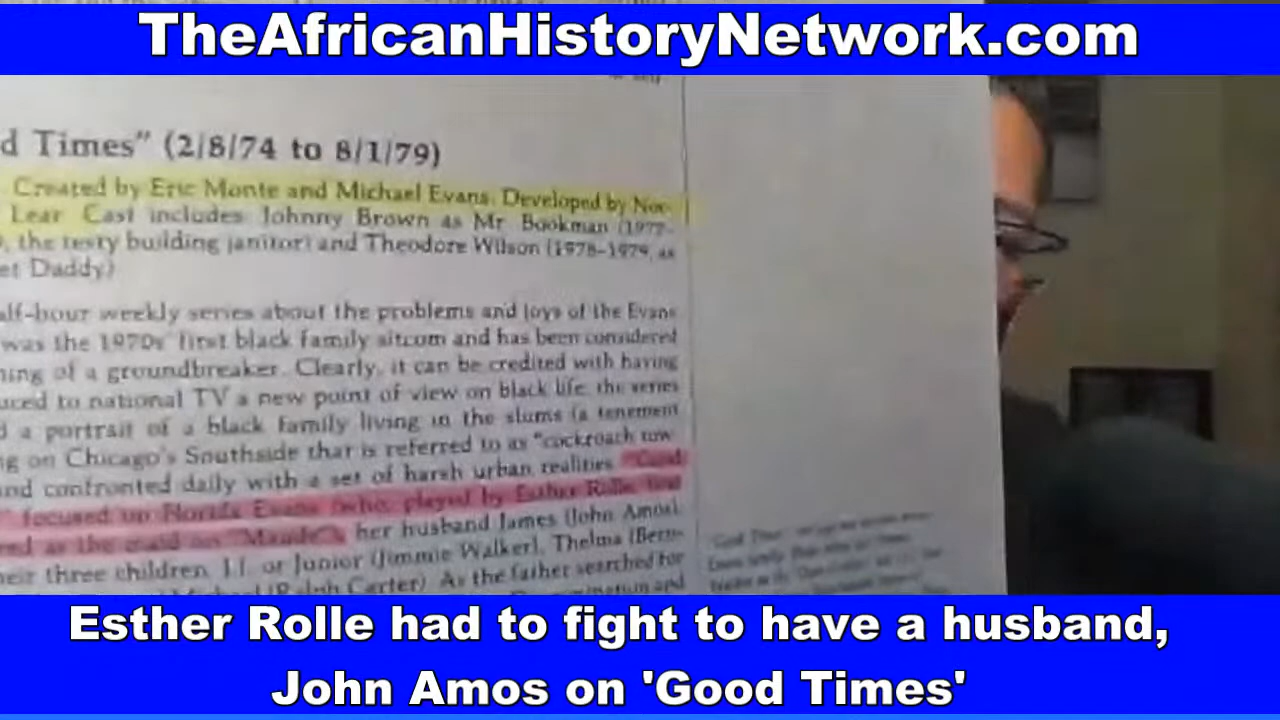 TheAfricanHistoryNetwork.com
d Times" (2/8/74 to 8/1/79)
Created by Eric Monte and Michael Evans. Developed by Nor-
Lear Cast includes Johnny Brown as Mr. Bookman (1977-
, the testy building janitor) and Theodore Wilson (1978-1979, as
et Daddy)
alf-hour weekly series about the problems and joys of the Evans
was the 1970s' first black family sitcom and has been considered
hing of a groundbreaker. Clearly, it can be credited with having
uced to national TV a new point of view on black life: the series
d a portrait of a black family living in the slums (a tenement
ng on Chicago's Southside that is referred to as "cockroach tow-
and confronted daily with a set of harsh urban realities. "Good
focused on Florida Evans (who, played by Esther Rolle, first
ed as the maid on "Maude"), her husband James (John Amos),
heir three children, J.J. or Junior (Jimmie Walker), Thelma (Bern-
Michael (Ralph Carter). As the father searched for
Esther Rolle had to fight to have a husband,
John Amos on 'Good Times'